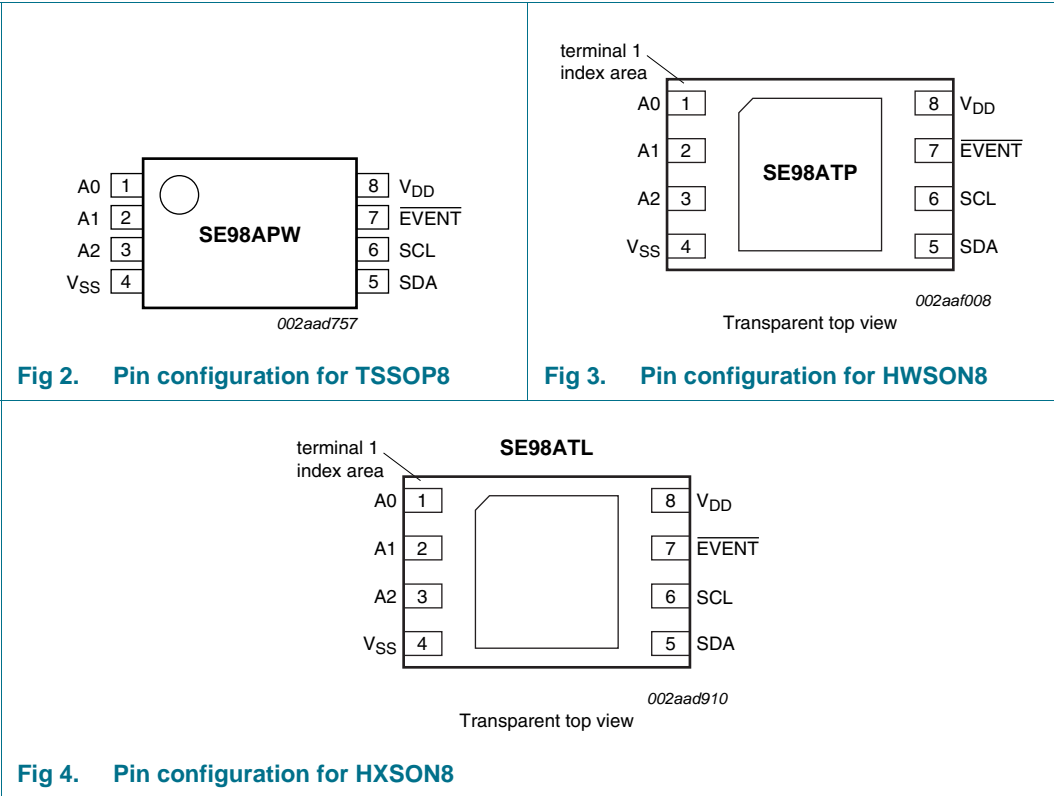 A0 1
A1 2
A2 3
VSS 4
SE98APW
8 VDD
7 EVENT
6 SCL
5 SDA
002aad757
Fig 2. Pin configuration for TSSOP8
terminal 1
index area
A0 1
A1 2
A2 3
VSS 4
SE98ATP
8 VDD
7 EVENT
6 SCL
5 SDA
002aaf008
Transparent top view
Fig 3. Pin configuration for HWSON8
terminal 1
index area
SE98ATL
A0 1
A1 2
A2 3
VSS 4
8 VDD
7 EVENT
6 SCL
5 SDA
002aad910
Transparent top view
Fig 4. Pin configuration for HXSON8